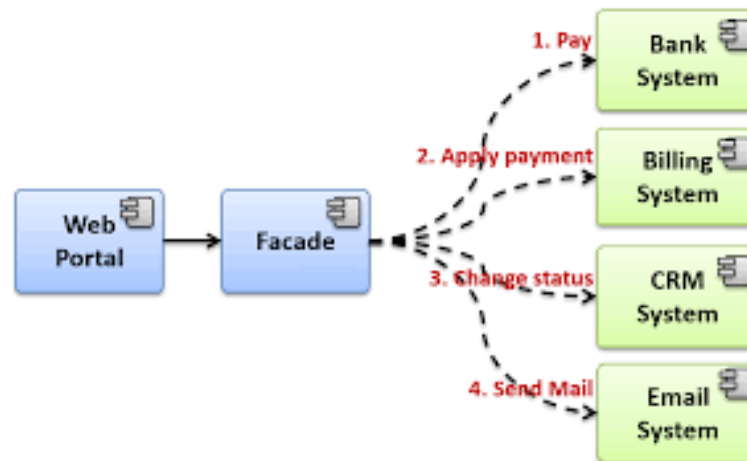 1. Pay
Bank
System
2. Apply payment
Billing
System
Web
Portal
Facade
3. Change status
CRM
System
4. Send Mail
Email
System